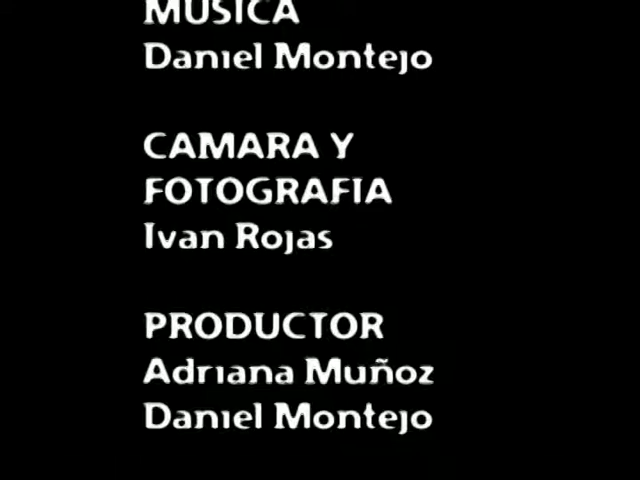 MUSICA
Daniel Montejo
CAMARA Y
FOTOGRAFIA
Ivan Rojas
PRODUCTOR
Adriana Muñoz
Daniel Montejo